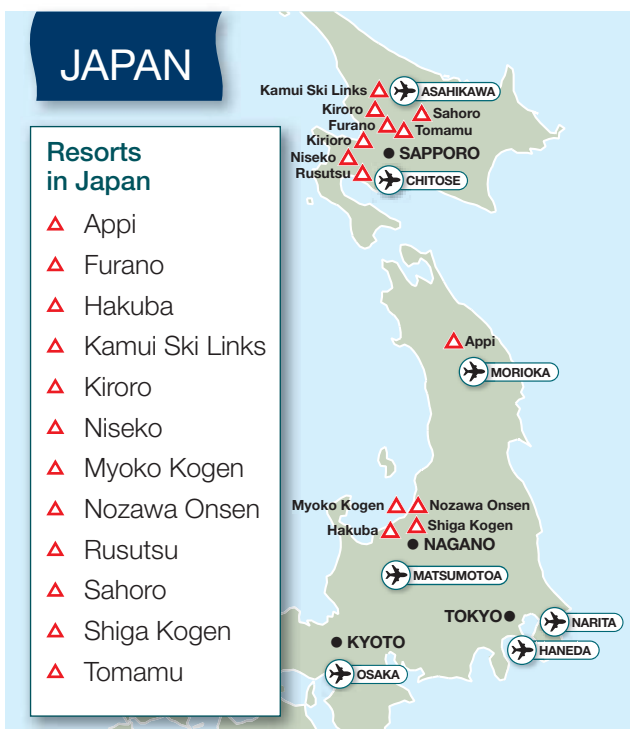 JAPAN
Resorts
in Japan
Appi
Furano
Hakuba
Kamui Ski Links
Kiroro
Niseko
Myoko Kogen
Nozawa Onsen
Rusutsu
Sahoro
Shiga Kogen
Tomamu
Kamui Ski Links
ASAHIKAWA
Kiroro
Sahoro
Furano
Tomamu
Kirioro
SAPPORO
Niseko
Rusutsu
CHITOSE
Appi
MORIOKA
Myoko Kogen
Nozawa Onsen
Hakuba
Shiga Kogen
NAGANO
MATSUMOTOA
TOKYO
NARITA
KYOTO
HANEDA
OSAKA